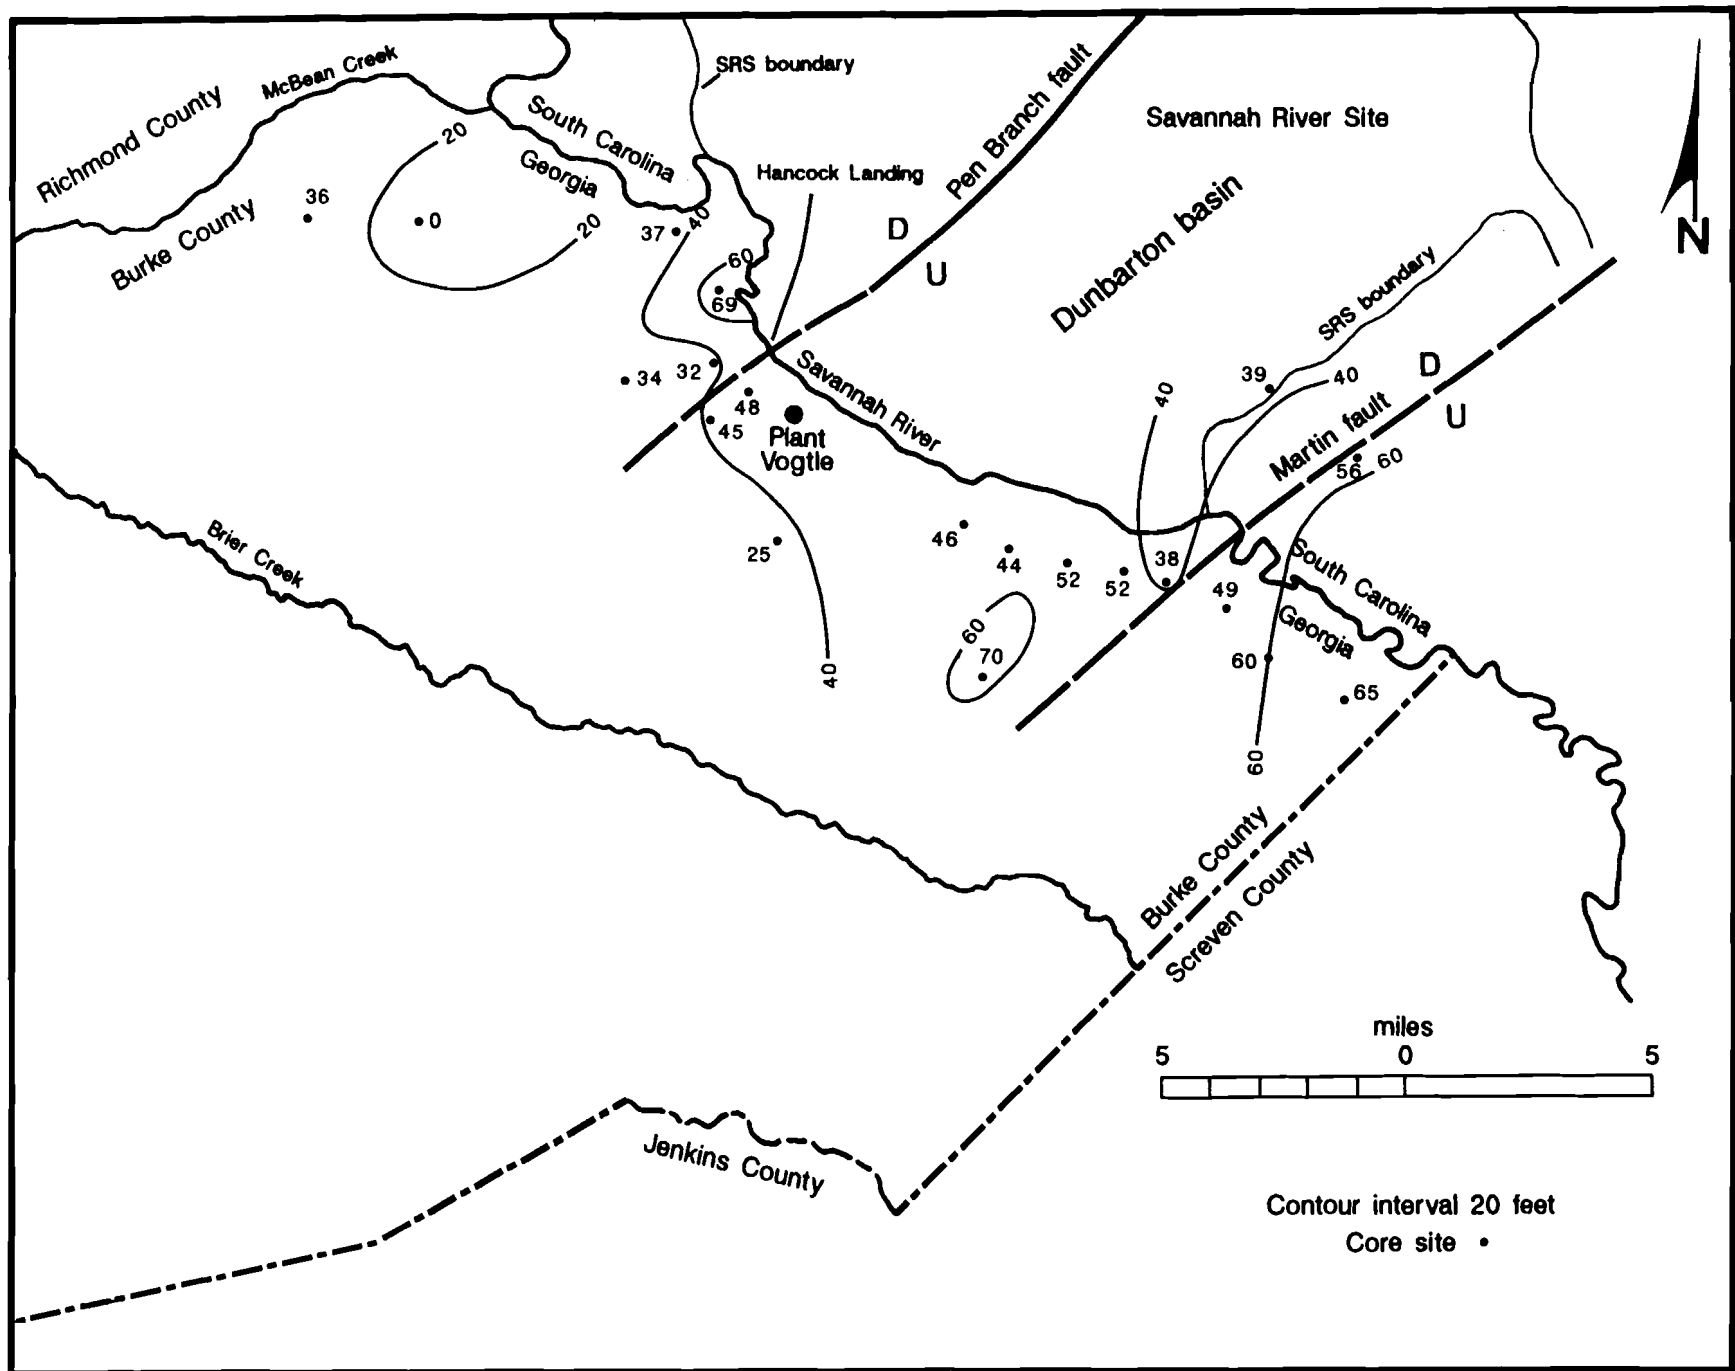 McBean Creek
Richmond County
SRS boundary
Pen Branch fault
South Carolina
Georgia
Savannah River Site
Hancock Landing
20
20
36
0
Burke County
37
40
60
69
D
U
Dunbarton basin
N
SRS boundary
34
32
48
45
Plant
Vogtle
Savannah River
39
40
40
D
U
Martin fault
56
60
Brier Creek
25
46
44
52
52
38
49
South Carolina
Georgia
60
70
40
60
65
60
Burke County
Screven County
miles
5 0 5
Jenkins County
Contour interval 20 feet
Core site